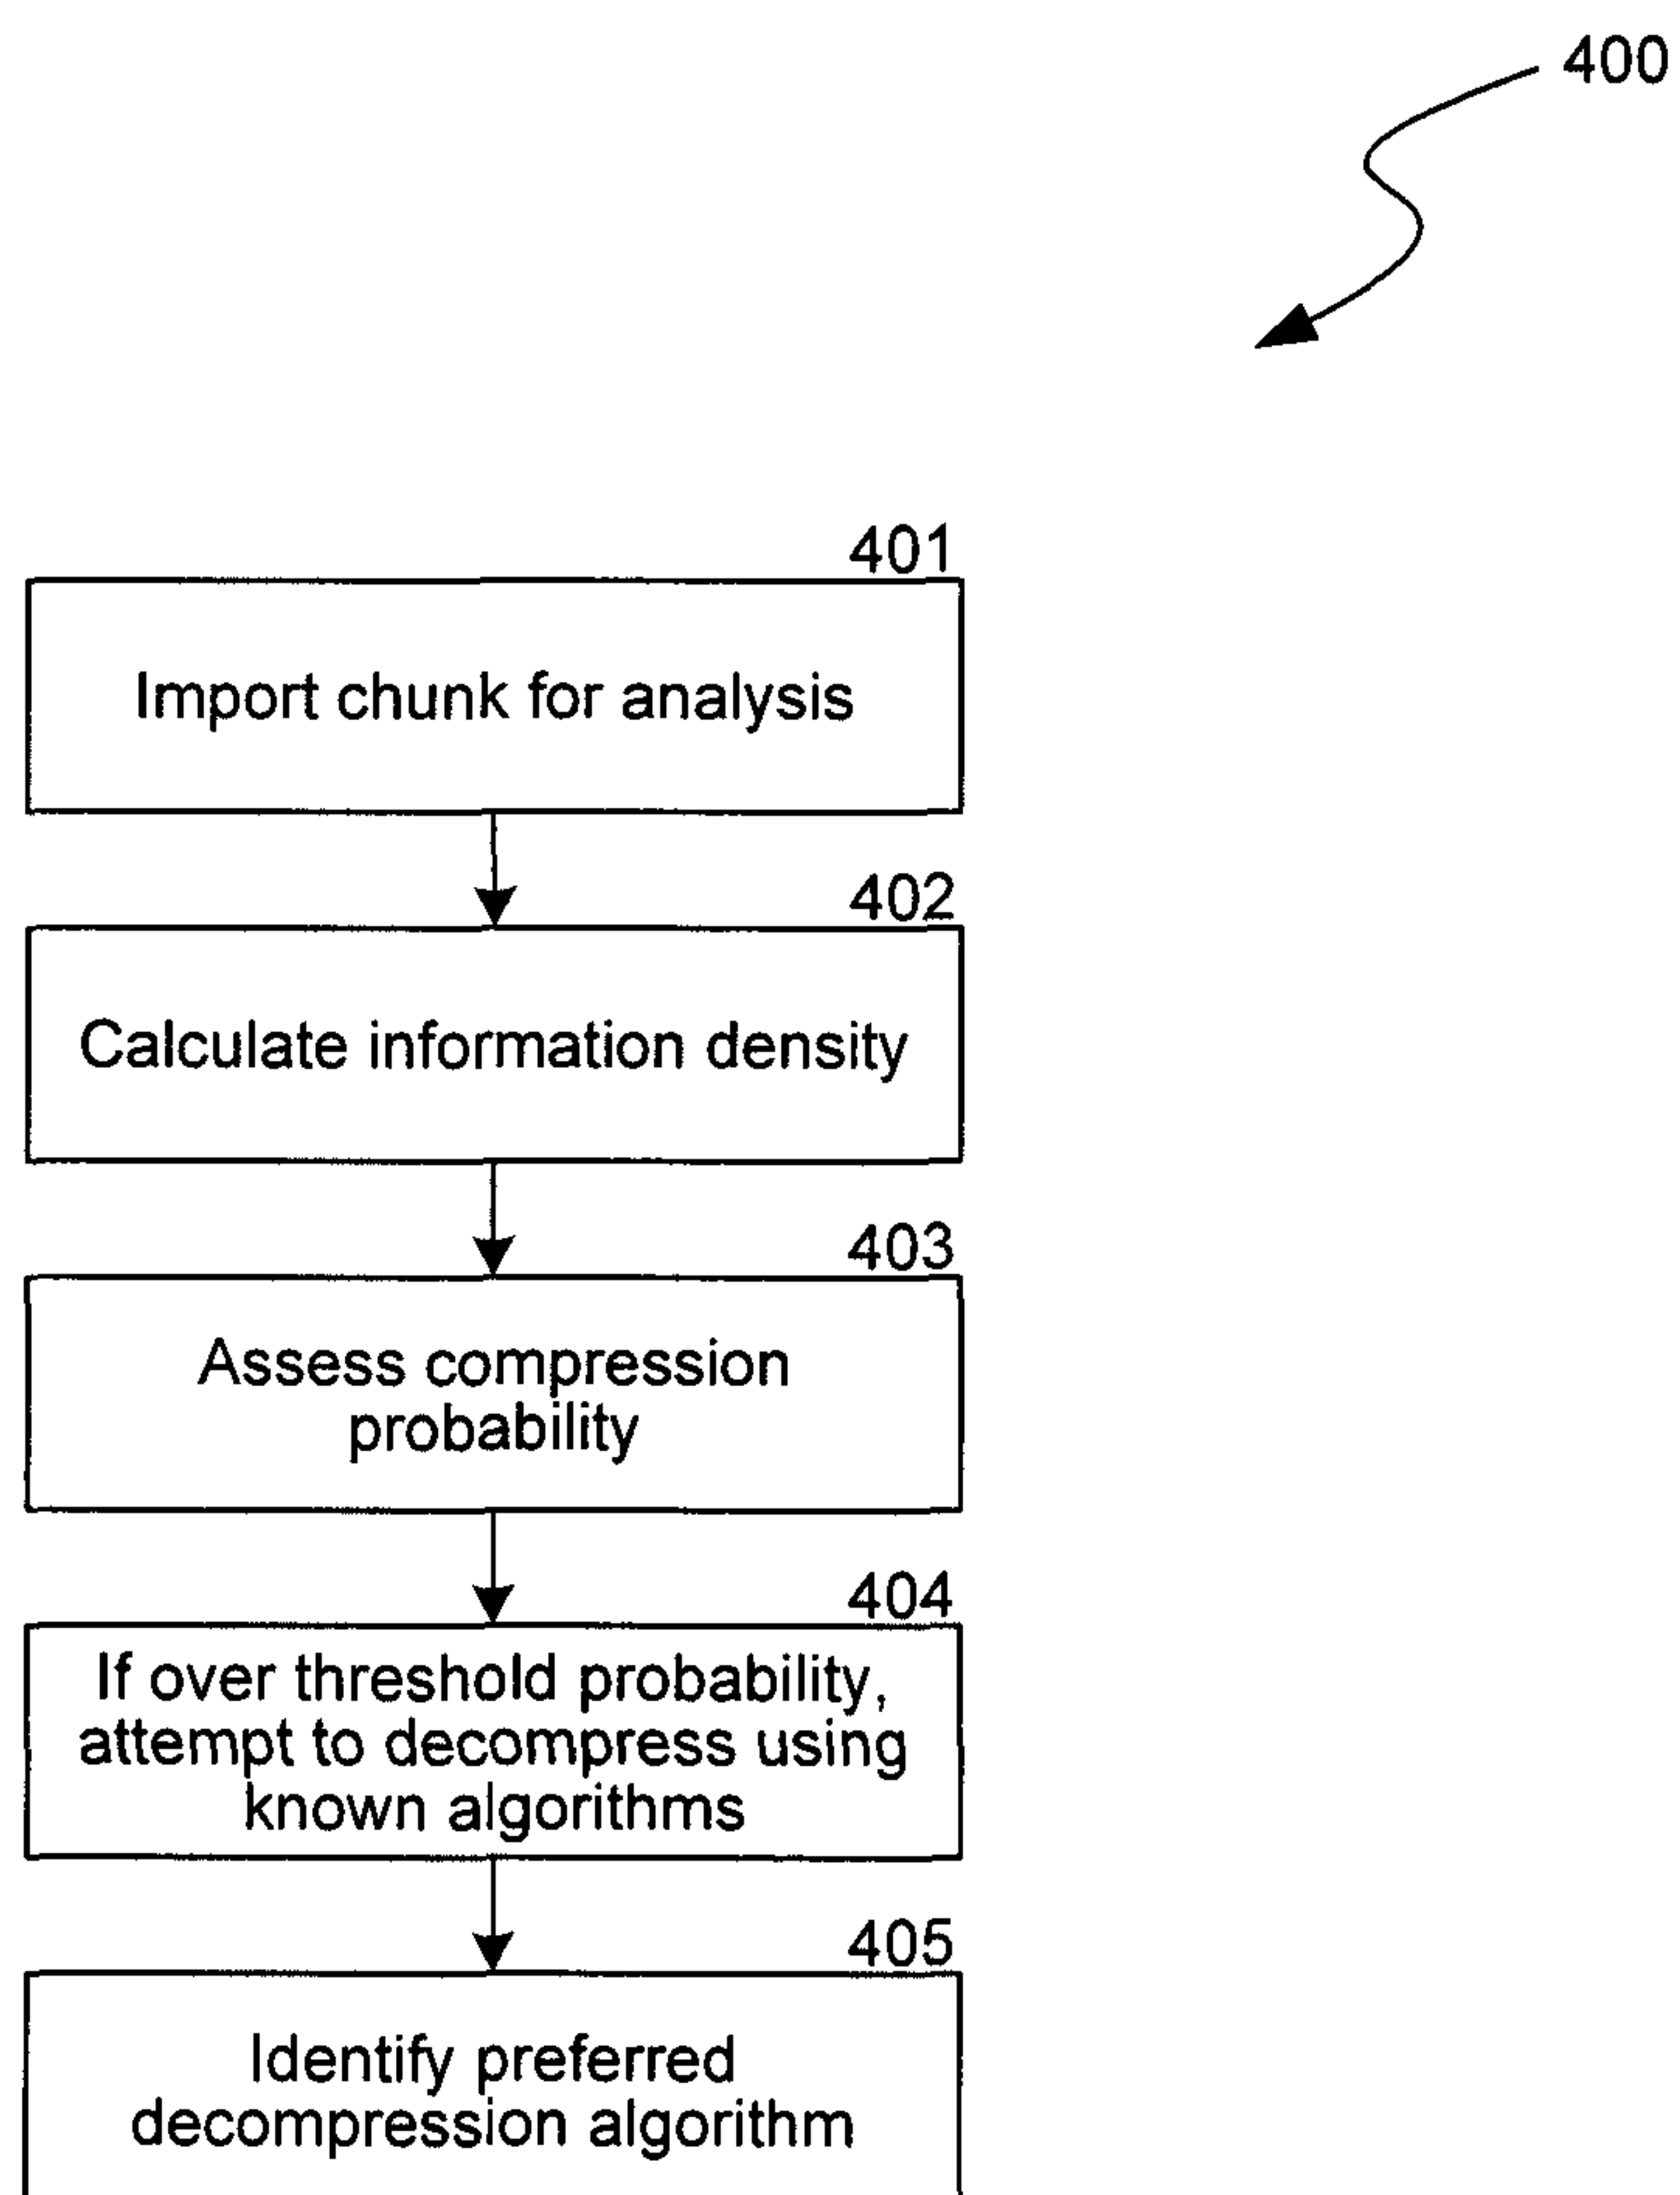 400
401
Import chunk for analysis
402
Calculate information density
403
Assess compression
probability
404
If over threshold probability,
attempt to decompress using
known algorithms
405
Identify preferred
decompression algorithm